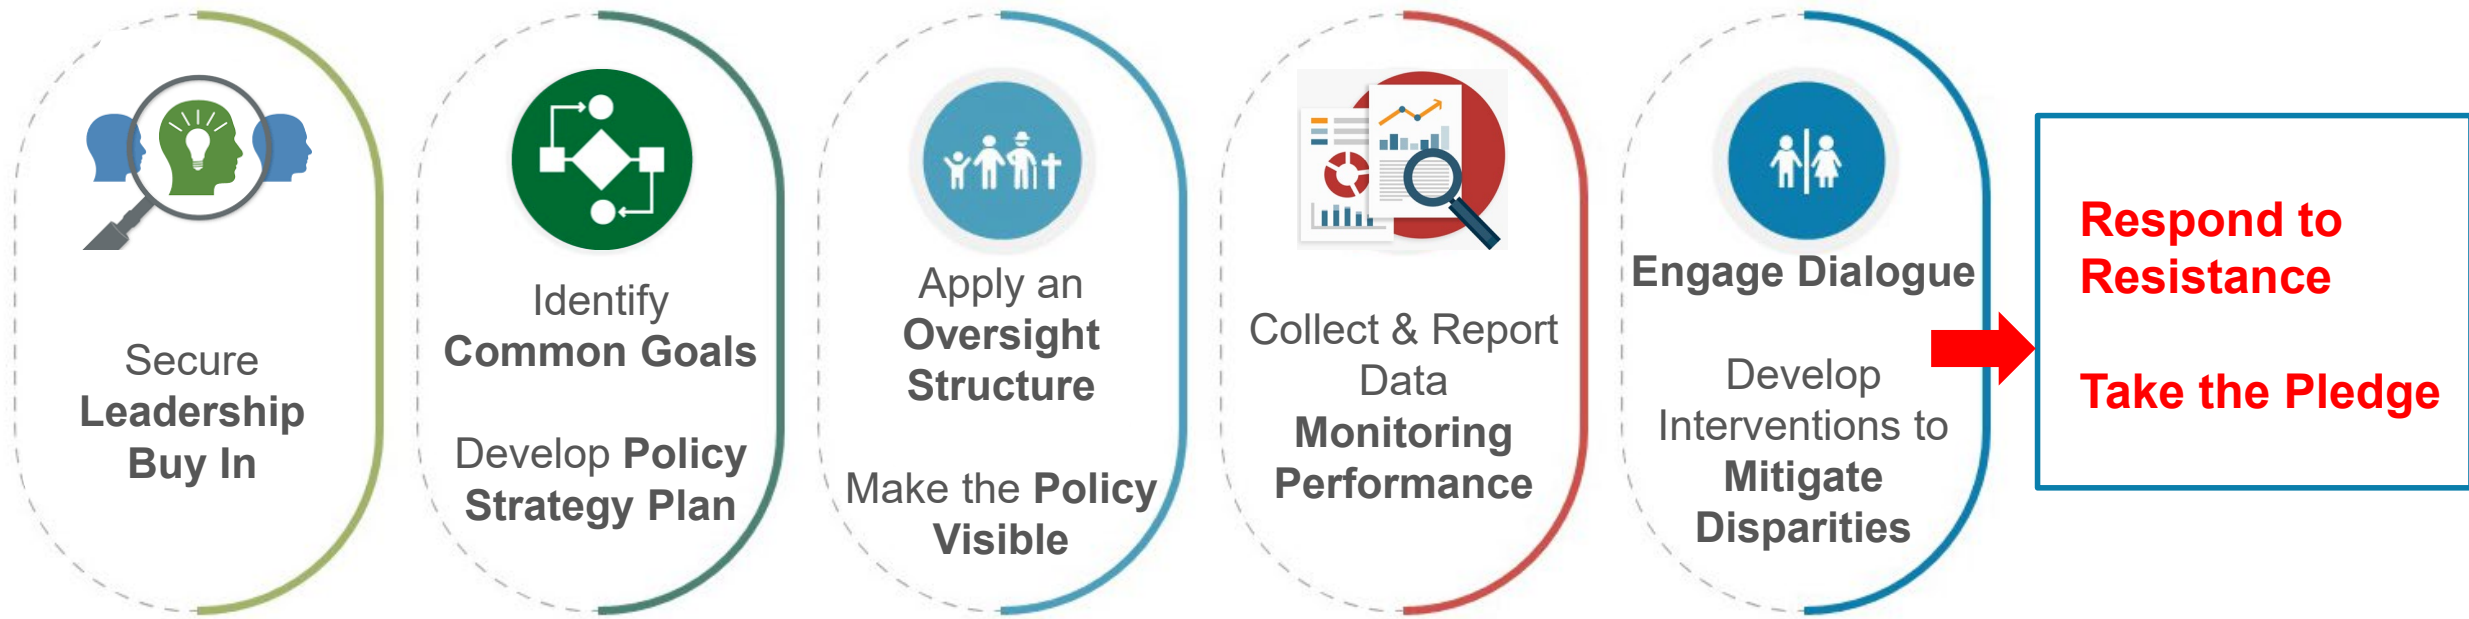 Secure
Leadership
Buy In
Identify
Common Goals
Develop Policy
Strategy Plan
Apply an
Oversight
Structure
Make the Policy
Visible
Collect & Report
Data
Monitoring
Performance
Engage Dialogue
Develop
Interventions to
Mitigate
Disparities
Respond to
Resistance
Take the Pledge